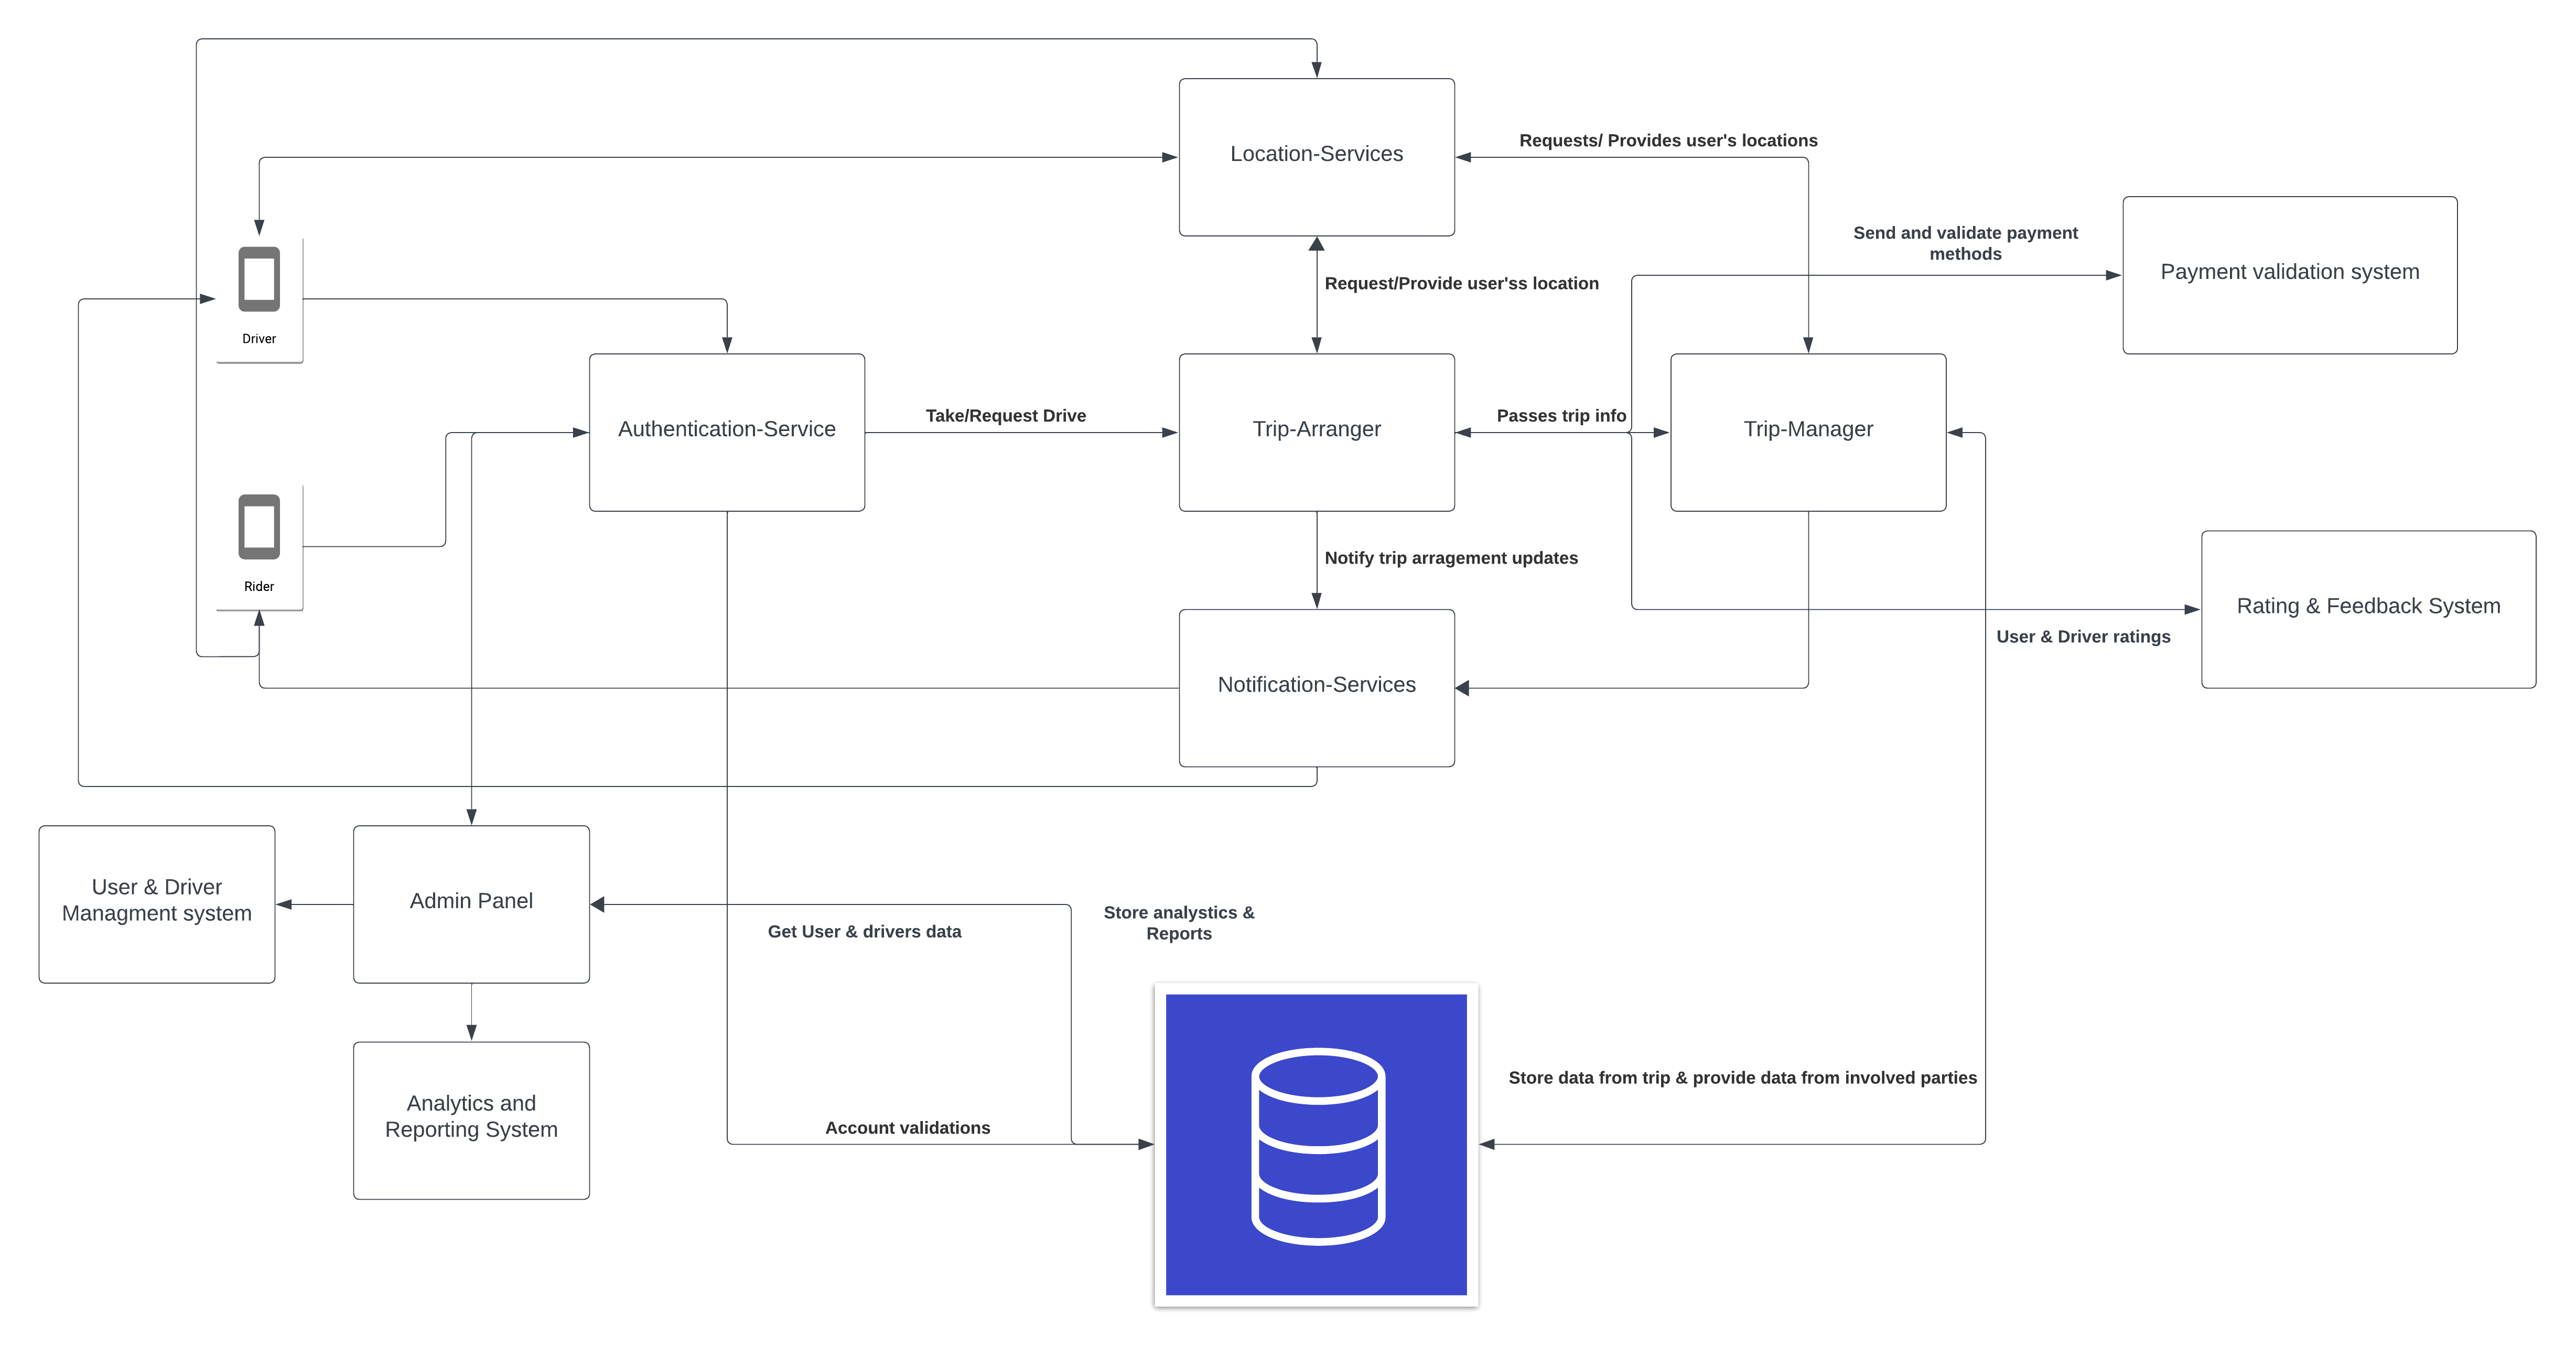 Location-Services
Requests/ Provides user's locations
Send and validate payment
methods
Payment validation system
Request/Provide user'ss location
Driver
Take/Request Drive
Passes trip info
Authentication-Service
Trip-Arranger
Trip-Manager
Notify trip arragement updates
Rider
Rating & Feedback System
User & Driver ratings
Notification-Services
User & Driver
Managment system
Admin Panel
Get User & drivers data
Store analystics &
Reports
Analytics and
Reporting System
Store data from trip & provide data from involved parties
Account validations